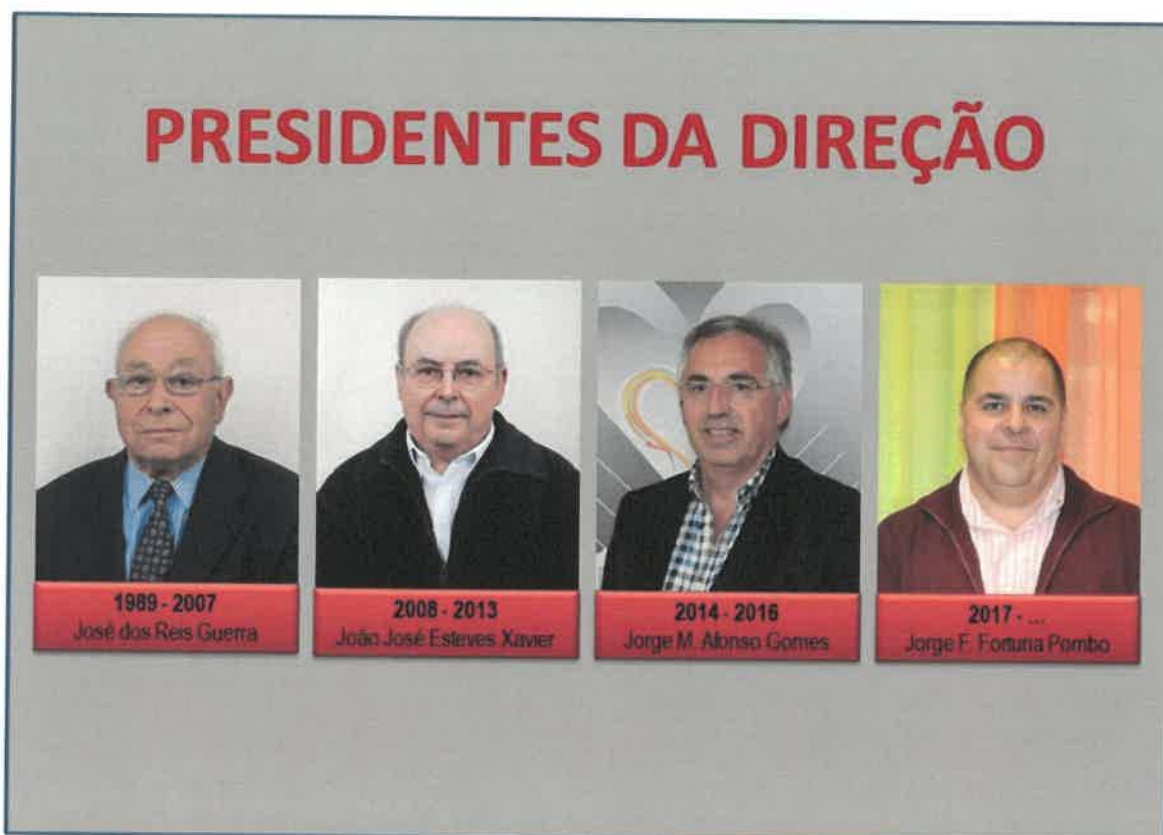 PRESIDENTES DA DIREÇÃO
1989 - 2007
José dos Reis Guerra
2008 - 2013
João José Esteves Xavier
2014 - 2016
Jorge M. Afonso Gomes
2017 - ...
Jorge F. Fortuna Pombo